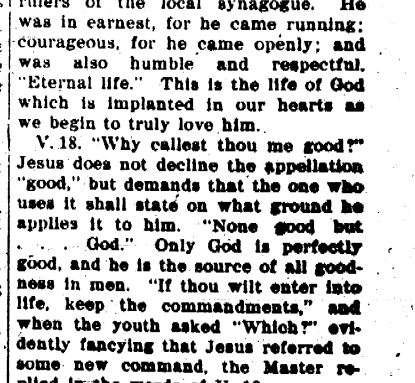 rulers of the local synagogue. He
was in earnest, for he came running;
courageous, for he came openly; and
was also humble and respectful.
"Eternal life." This is the life of God
which is implanted in our hearts as
we begin to truly love him.
V. 18. "Why callest thou me good?"
Jesus does not decline the appellation
"good," but demands that the one who
uses it shall state on what ground he
applies it to him. "None good but
. . . God." Only God is perfectly
good, and he is the source of all good-
ness in men. "If thou wilt enter into
life, keep the commandments," and
when the youth asked "Which?" evi-
dently fancying that Jesus referred to
some new command, the Master re-
plied in the